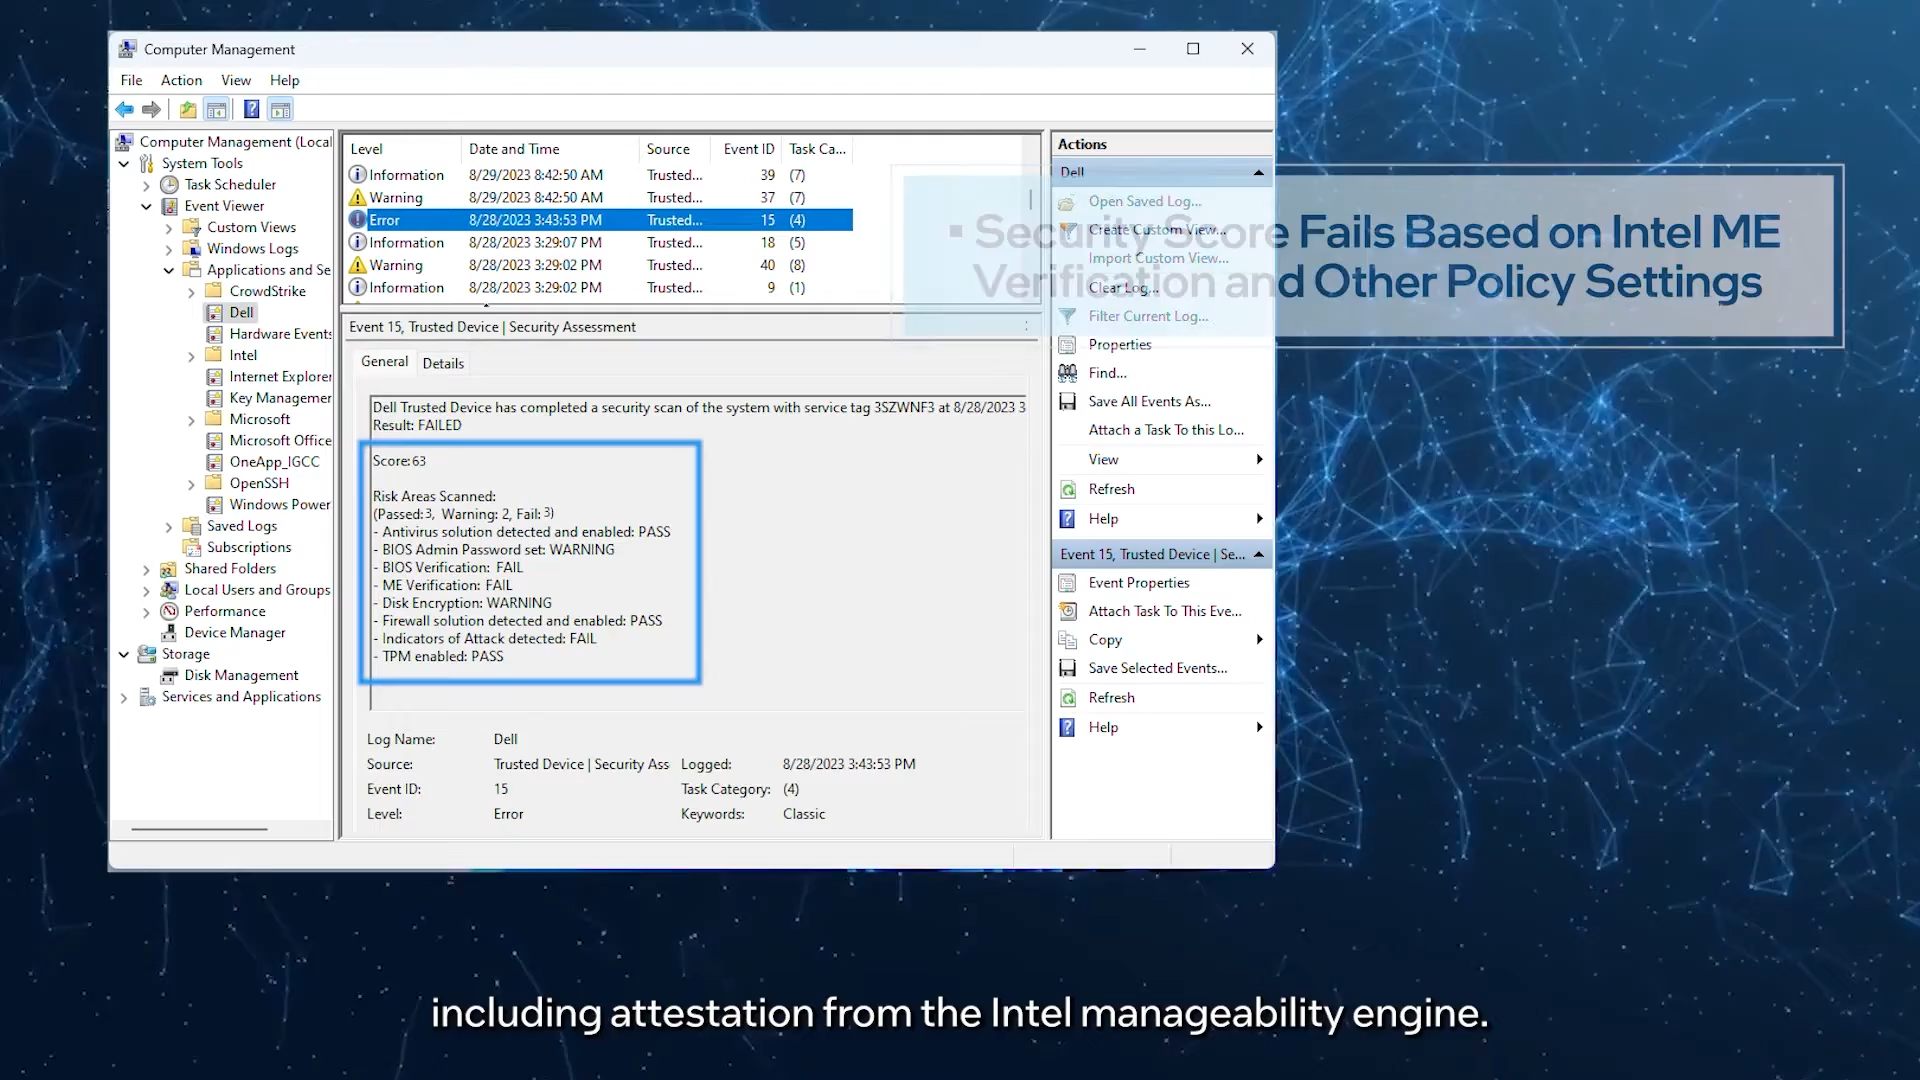 Computer Management
File Action View Help
Computer Management (Local
System Tools
Task Scheduler
Event Viewer
Custom Views
Windows Logs
Applications and Se
CrowdStrike
Dell
Hardware Events
Intel
Internet Explorer
Key Managemer
Microsoft
Microsoft Office
OneApp_IGCC
OpenSSH
Windows Power
Saved Logs
Subscriptions
Shared Folders
Local Users and Groups
Performance
Device Manager
Storage
Disk Management
Services and Applications
Level Date and Time Source Event ID Task Ca...
Information 8/29/2023 8:42:50 AM Trusted... 39 (7)
Warning 8/29/2023 8:42:50 AM Trusted... 37 (7)
Error 8/28/2023 3:43:53 PM Trusted... 15 (4)
Information 8/28/2023 3:29:07 PM Trusted... 18 (5)
Warning 8/28/2023 3:29:02 PM Trusted... 40 (8)
Information 8/28/2023 3:29:02 PM Trusted... 9 (1)
Event 15, Trusted Device | Security Assessment
General Details
Dell Trusted Device has completed a security scan of the system with service tag 3SZWNF3 at 8/28/2023 3
Result: FAILED
Score: 63
Risk Areas Scanned:
(Passed: 3, Warning: 2, Fail: 3)
- Antivirus solution detected and enabled: PASS
- BIOS Admin Password set: WARNING
- BIOS Verification: FAIL
- ME Verification: FAIL
- Disk Encryption: WARNING
- Firewall solution detected and enabled: PASS
- Indicators of Attack detected: FAIL
- TPM enabled: PASS
Log Name: Dell
Source: Trusted Device | Security Ass Logged: 8/28/2023 3:43:53 PM
Event ID: 15 Task Category: (4)
Level: Error Keywords: Classic
Actions
Dell
Open Saved Log...
Create Custom View...
Import Custom View...
Clear Log...
Filter Current Log...
Properties
Find...
Save All Events As...
Attach a Task To this Lo...
View
Refresh
Help
Event 15, Trusted Device | Se...
Event Properties
Attach Task To This Eve...
Copy
Save Selected Events...
Refresh
Help
▪ Security Score Fails Based on Intel ME
Verification and Other Policy Settings
including attestation from the Intel manageability engine.